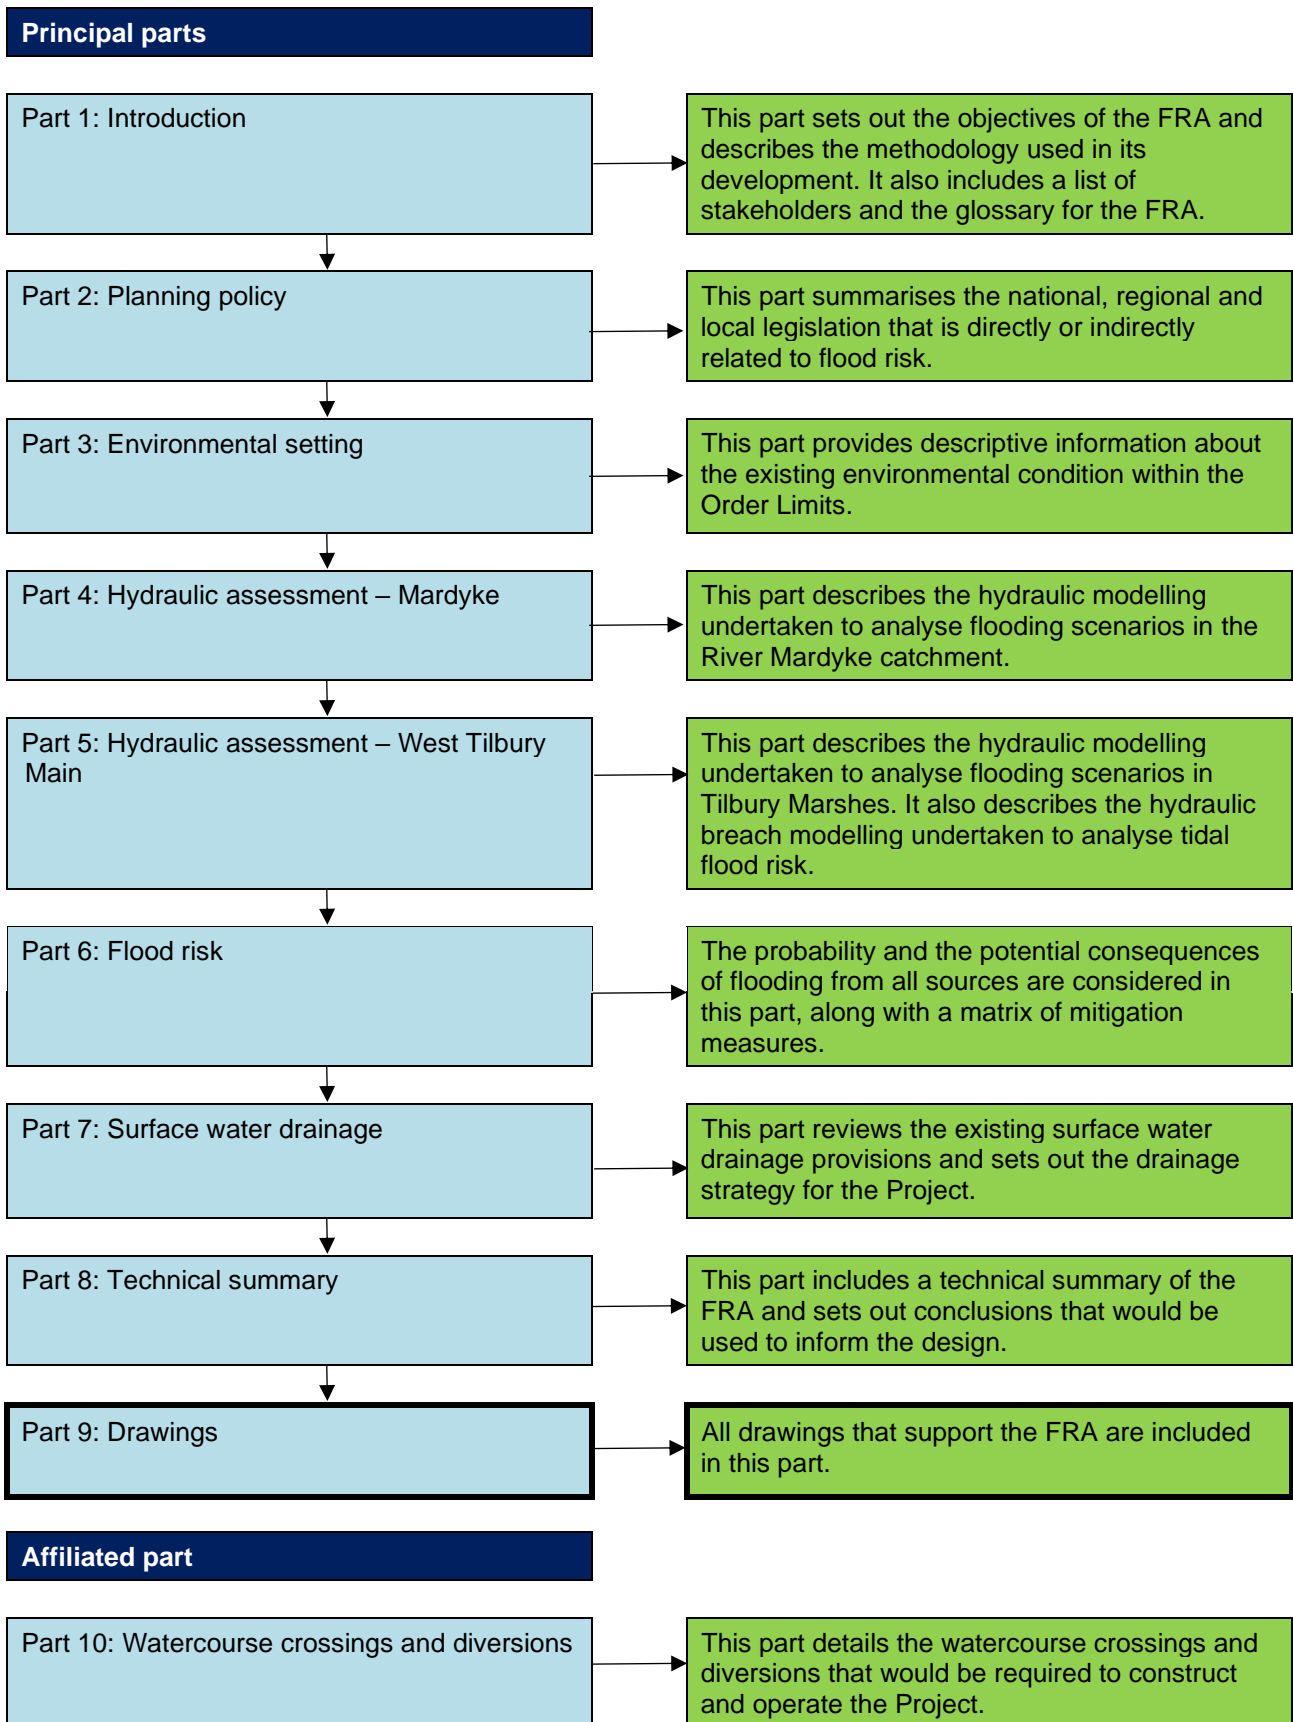 Principal parts
Part 1: Introduction
This part sets out the objectives of the FRA and
describes the methodology used in its
development. It also includes a list of
stakeholders and the glossary for the FRA.
Part 2: Planning policy
This part summarises the national, regional and
local legislation that is directly or indirectly
related to flood risk.
Part 3: Environmental setting
This part provides descriptive information about
the existing environmental condition within the
Order Limits.
Part 4: Hydraulic assessment – Mardyke
This part describes the hydraulic modelling
undertaken to analyse flooding scenarios in the
River Mardyke catchment.
Part 5: Hydraulic assessment – West Tilbury
Main
This part describes the hydraulic modelling
undertaken to analyse flooding scenarios in
Tilbury Marshes. It also describes the hydraulic
breach modelling undertaken to analyse tidal
flood risk.
Part 6: Flood risk
The probability and the potential consequences
of flooding from all sources are considered in
this part, along with a matrix of mitigation
measures.
Part 7: Surface water drainage
This part reviews the existing surface water
drainage provisions and sets out the drainage
strategy for the Project.
Part 8: Technical summary
This part includes a technical summary of the
FRA and sets out conclusions that would be
used to inform the design.
Part 9: Drawings
All drawings that support the FRA are included
in this part.
Affiliated part
Part 10: Watercourse crossings and diversions
This part details the watercourse crossings and
diversions that would be required to construct
and operate the Project.